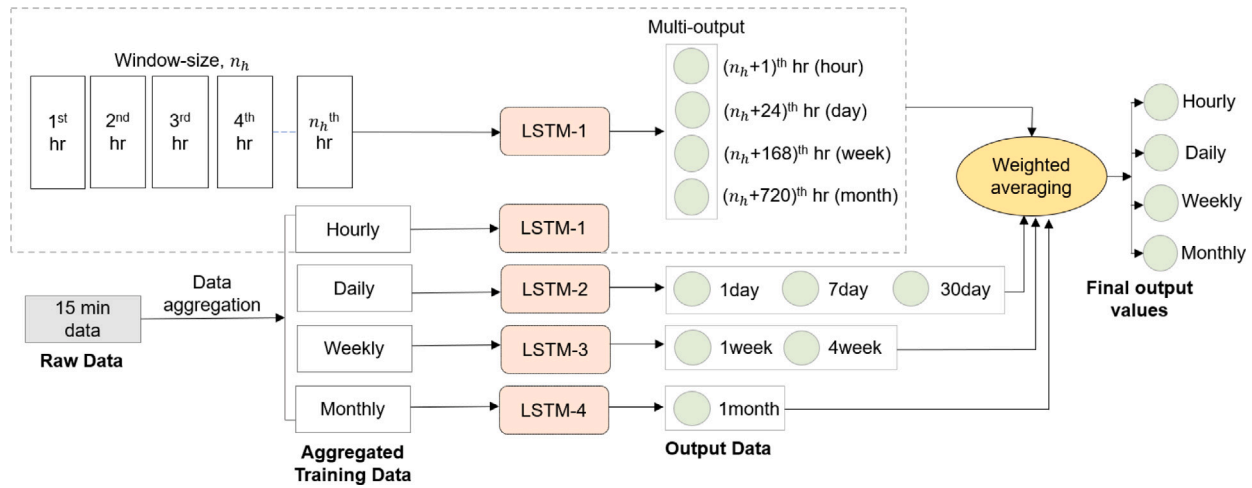 Window-size, n_h
1st hr
2nd hr
3rd hr
4th hr
n_h th hr
LSTM-1
Multi-output
(n_h+1)th hr (hour)
(n_h+24)th hr (day)
(n_h+168)th hr (week)
(n_h+720)th hr (month)
Weighted
averaging
Hourly
Daily
Weekly
Monthly
Final output
values
15 min
data
Raw Data
Data
aggregation
Hourly
Daily
Weekly
Monthly
Aggregated
Training Data
LSTM-1
LSTM-2
LSTM-3
LSTM-4
1day 7day 30day
1week 4week
1month
Output Data